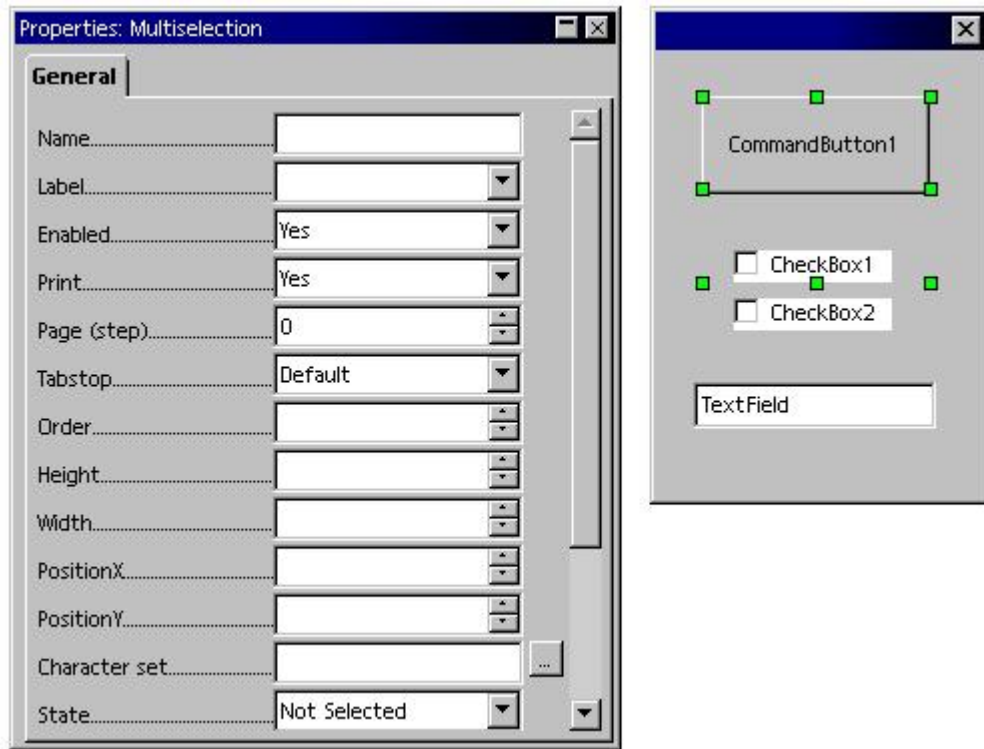 Properties: Multiselection
General
Name
Label
Enabled Yes
Print Yes
Page (step) 0
Tabstop Default
Order
Height
Width
PositionX
PositionY
Character set ...
State Not Selected
CommandButton1
CheckBox1
CheckBox2
TextField